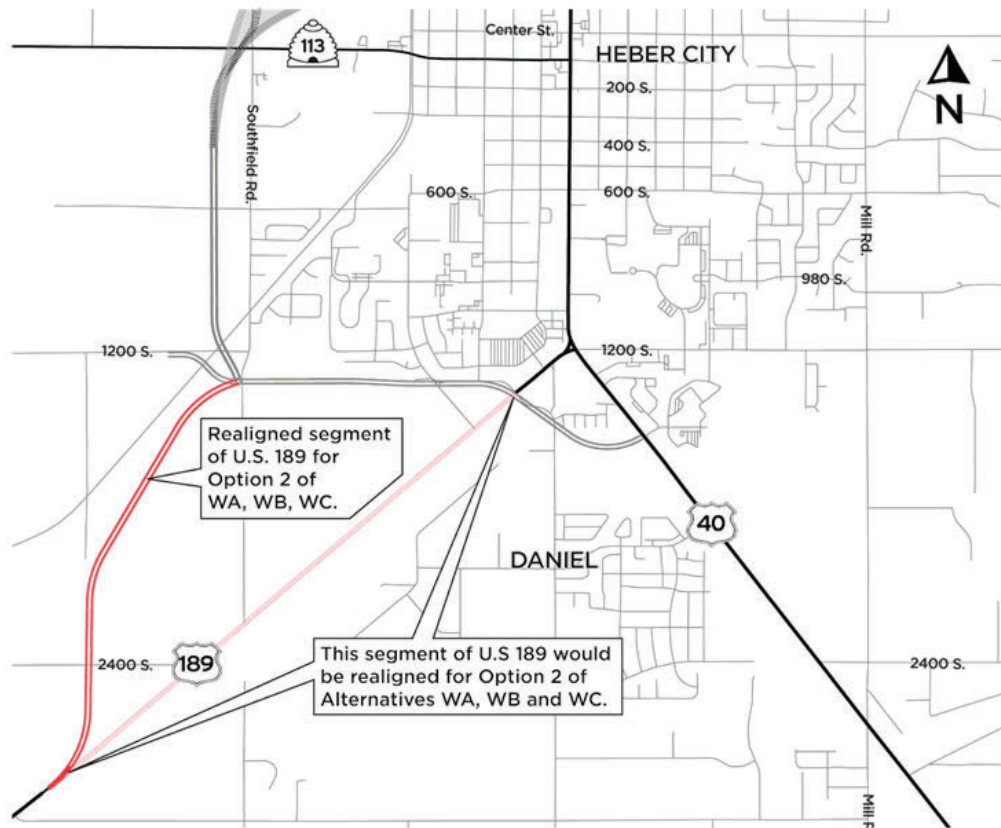 Center St.
113
HEBER CITY
N
200 S.
Southfield Rd.
400 S.
600 S.
600 S.
Mill Rd.
980 S.
1200 S.
1200 S.
Realigned segment
of U.S. 189 for
Option 2 of
WA, WB, WC.
40
DANIEL
2400 S.
189
This segment of U.S 189 would
be realigned for Option 2 of
Alternatives WA, WB and WC.
2400 S.
Mill R